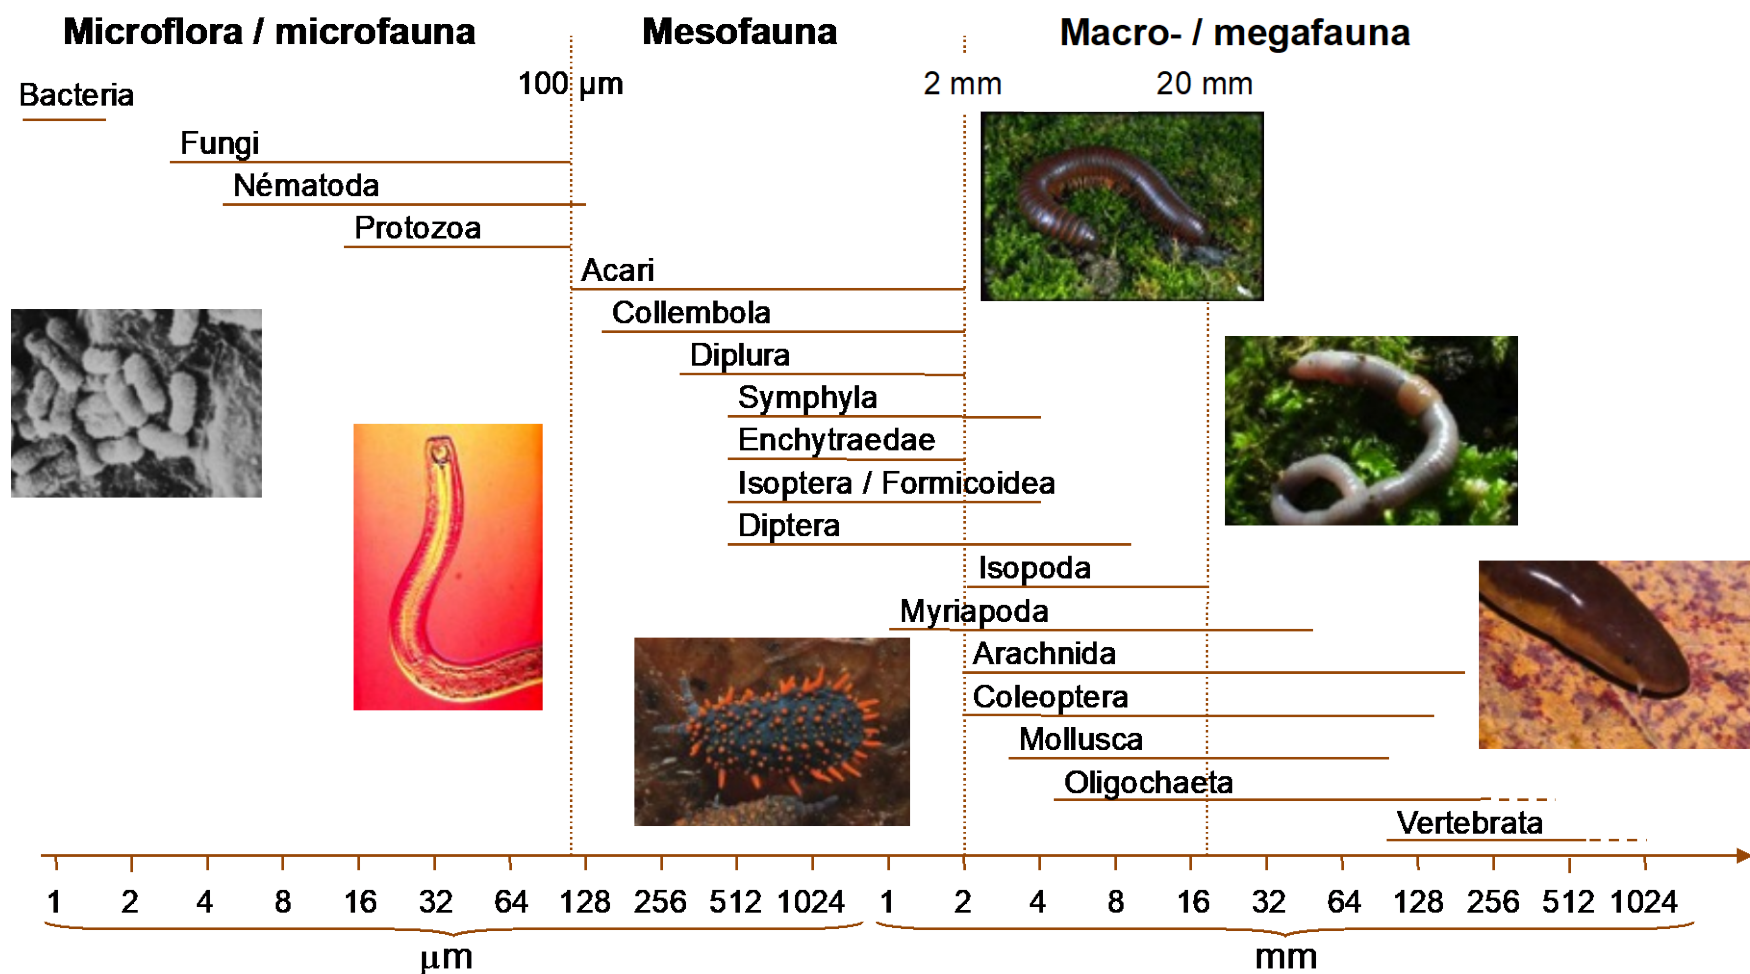 Microflora / microfauna
Mesofauna
Macro- / megafauna
100 µm
2 mm
20 mm
Bacteria
Fungi
Nématoda
Protozoa
Acari
Collembola
Diplura
Symphyla
Enchytraedae
Isoptera / Formicoidea
Diptera
Isopoda
Myriapoda
Arachnida
Coleoptera
Mollusca
Oligochaeta
Vertebrata
1 2 4 8 16 32 64 128 256 512 1024 1 2 4 8 16 32 64 128 256 512 1024
µm mm